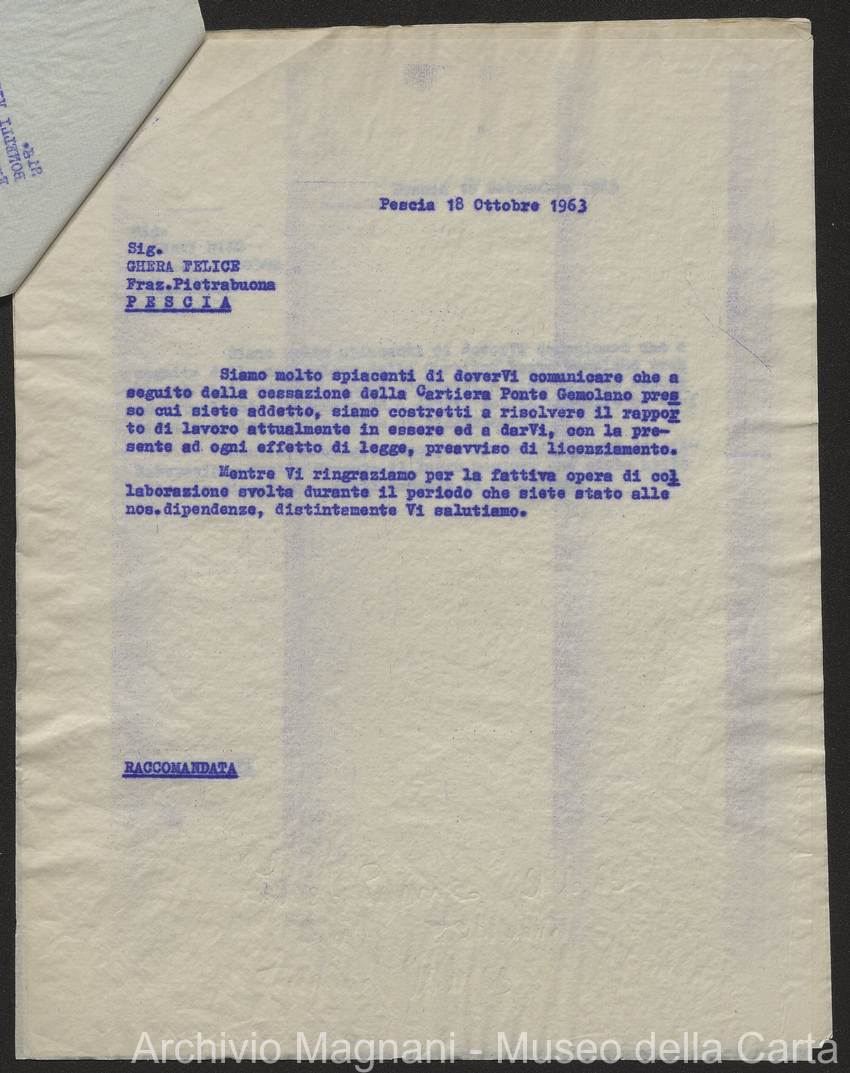 Pescia 18 Ottobre 1963
Sig.
GHERA FELICE
Fraz.Pietrabuona
P E S C I A
Siamo molto spiacenti di doverVi comunicare che a
seguito della cessazione della Cartiera Ponte Gemolano pres
so cui siete addetto, siamo costretti a risolvere il rappor
to di lavoro attualmente in essere ed a darVi, con la pre-
sente ad ogni effetto di legge, preavviso di licenziamento.
Mentre Vi ringraziamo per la fattiva opera di col
laborazione svolta durante il periodo che siete stato alle
nos.dipendenze, distintamente Vi salutiamo.
RACCOMANDATA
Archivio Magnani - Museo della Carta